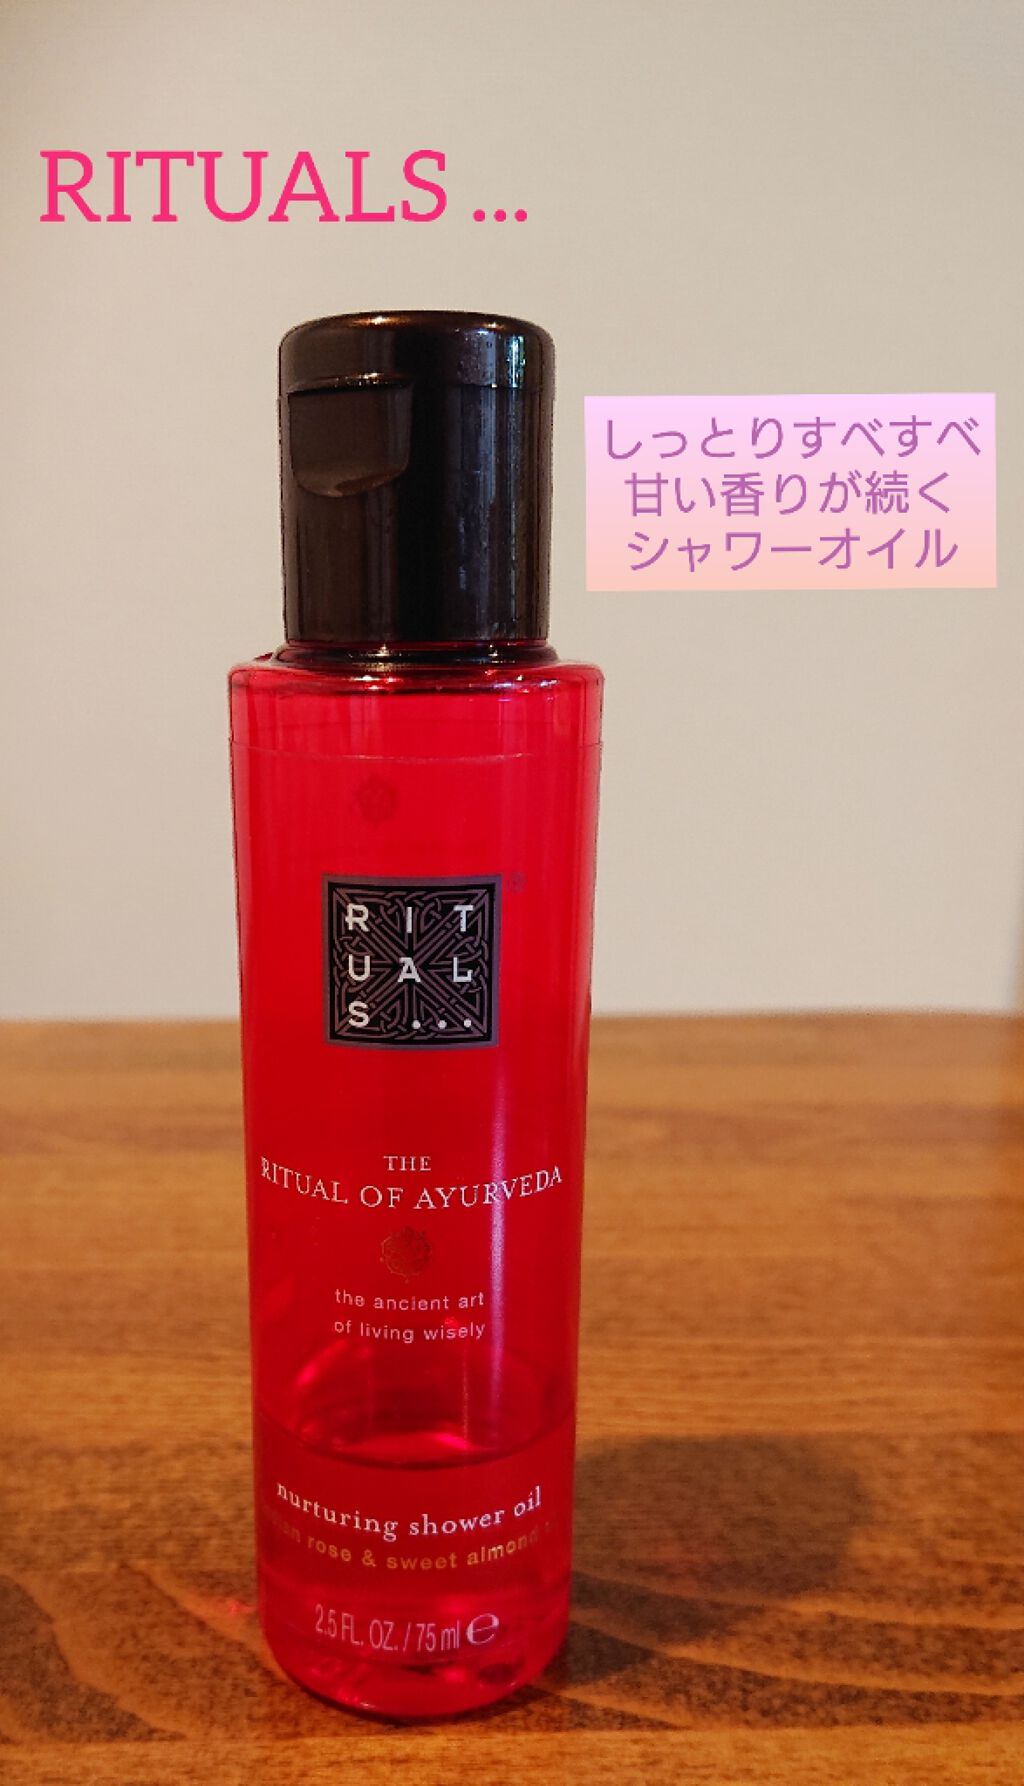 RITUALS ...
しっとりすべすべ
甘い香りが続く
シャワーオイル
R I T
U A L
S ...
THE
RITUAL OF AYURVEDA
the ancient art
of living wisely
nurturing shower oil
rose & sweet almond
2.5 FL. OZ. / 75 ml ℮